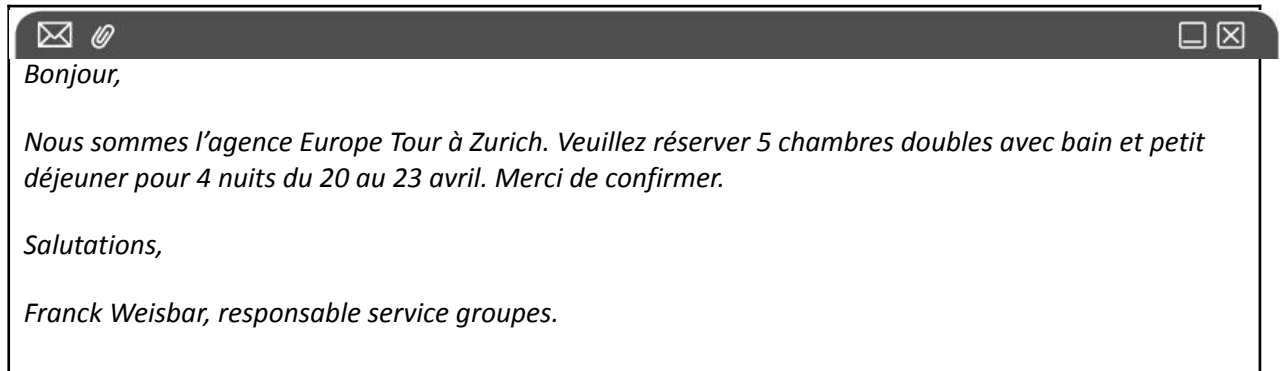 Bonjour,
Nous sommes l’agence Europe Tour à Zurich. Veuillez réserver 5 chambres doubles avec bain et petit
déjeuner pour 4 nuits du 20 au 23 avril. Merci de confirmer.
Salutations,
Franck Weisbar, responsable service groupes.